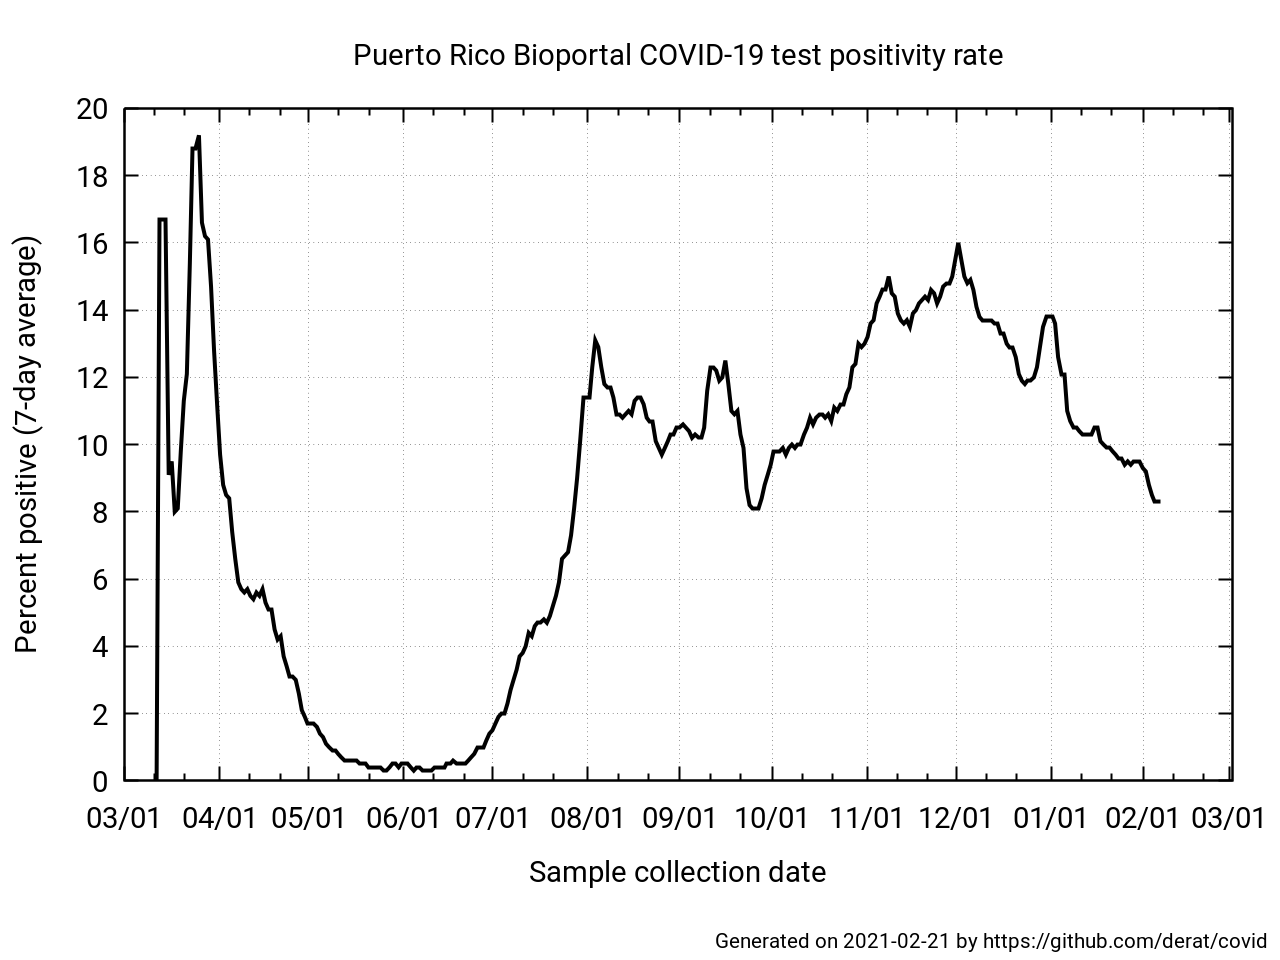 Puerto Rico Bioportal COVID-19 test positivity rate
20
18
16
14
12
10
8
6
4
2
0
Percent positive (7-day average)
03/01 04/01 05/01 06/01 07/01 08/01 09/01 10/01 11/01 12/01 01/01 02/01 03/01
Sample collection date
Generated on 2021-02-21 by https://github.com/derat/covid